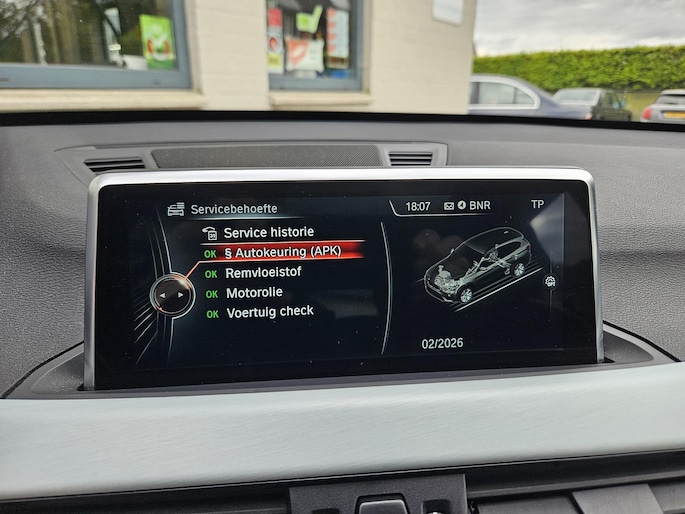 Servicebehoefte
18:07 BNR TP
Service historie
OK § Autokeuring (APK)
OK Remvloeistof
OK Motorolie
OK Voertuig check
02/2026